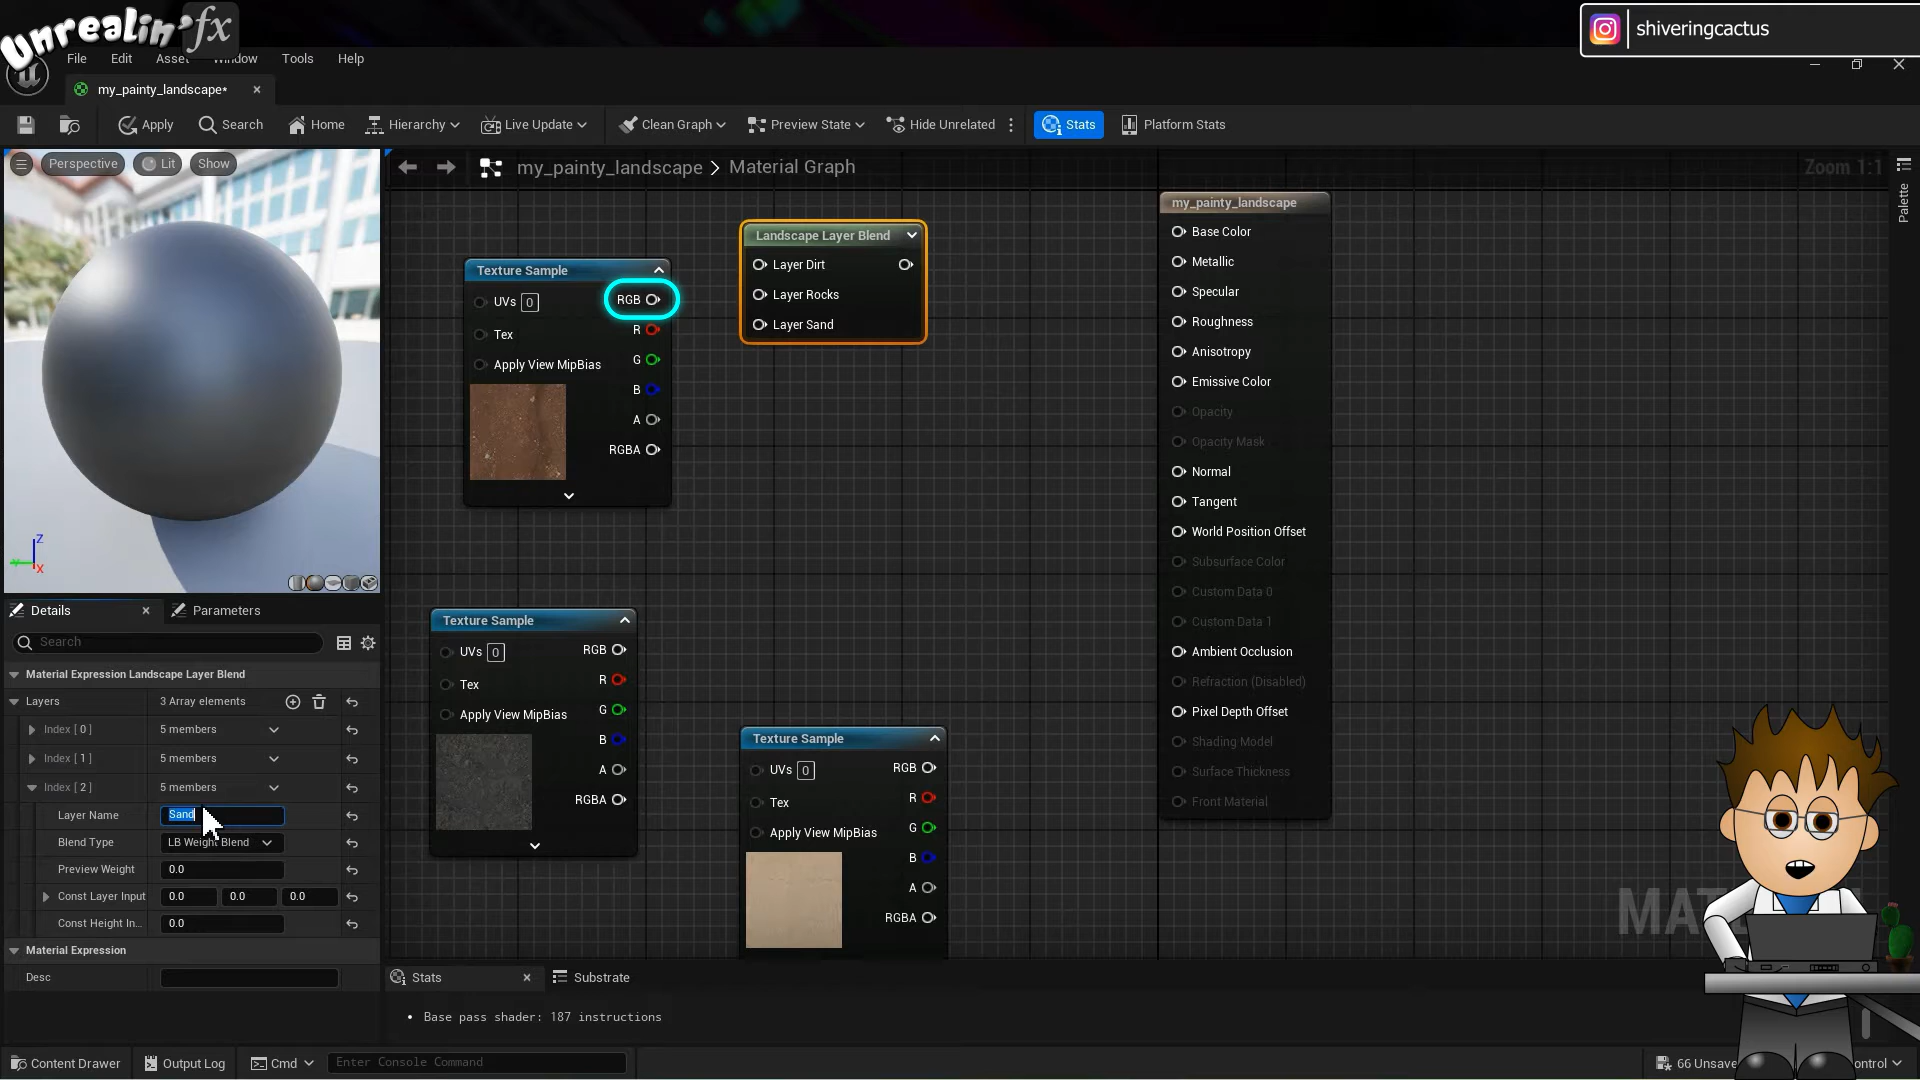 Unrealin' fx
shiveringcactus
File Edit Asset Window Tools Help
my_painty_landscape*
Apply Search Home Hierarchy Live Update Clean Graph Preview State Hide Unrelated Stats Platform Stats
Perspective Lit Show
my_painty_landscape > Material Graph
Zoom 1:1
Palette
Texture Sample
UVs 0
Tex
Apply View MipBias
RGB
R
G
B
A
RGBA
Landscape Layer Blend
Layer Dirt
Layer Rocks
Layer Sand
my_painty_landscape
Base Color
Metallic
Specular
Roughness
Anisotropy
Emissive Color
Opacity
Opacity Mask
Normal
Tangent
World Position Offset
Subsurface Color
Custom Data 0
Custom Data 1
Ambient Occlusion
Refraction (Disabled)
Pixel Depth Offset
Shading Model
Surface Thickness
Front Material
Z
Y
X
Texture Sample
UVs 0
Tex
Apply View MipBias
RGB
R
G
B
A
RGBA
Texture Sample
UVs 0
Tex
Apply View MipBias
RGB
R
G
B
A
RGBA
Details Parameters
Search
Material Expression Landscape Layer Blend
Layers 3 Array elements
Index [ 0 ] 5 members
Index [ 1 ] 5 members
Index [ 2 ] 5 members
Layer Name Sand
Blend Type LB Weight Blend
Preview Weight 0.0
Const Layer Input 0.0 0.0 0.0
Const Height In... 0.0
Material Expression
Desc
Stats Substrate
• Base pass shader: 187 instructions
Content Drawer Output Log Cmd Enter Console Command
66